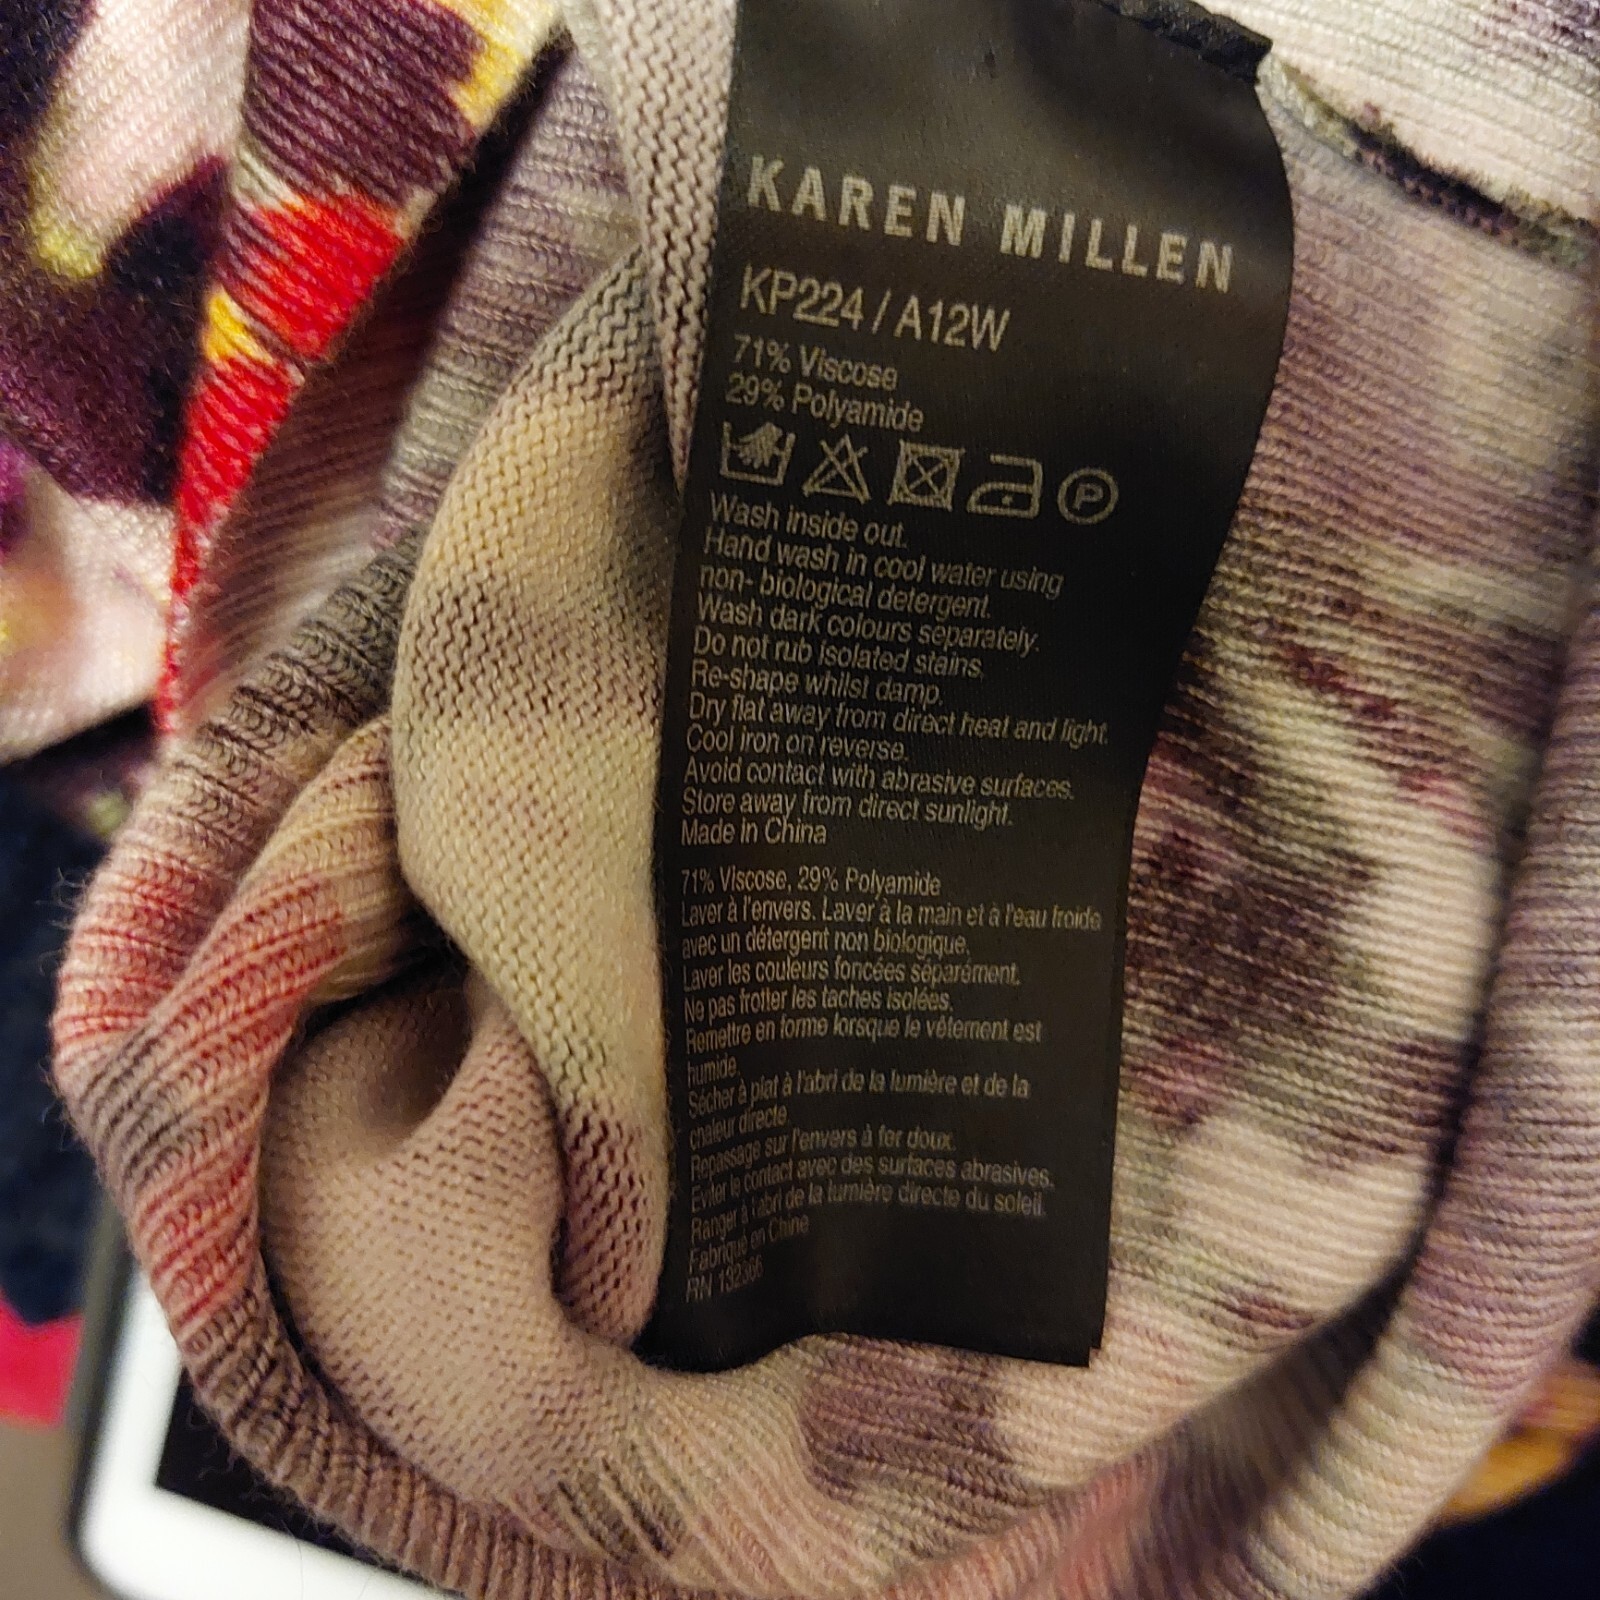 KAREN MILLEN
KP224 / A12W
71% Viscose
29% Polyamide
P
Wash inside out.
Hand wash in cool water using
non- biological detergent.
Wash dark colours separately.
Do not rub isolated stains.
Re-shape whilst damp.
Dry flat away from direct heat and light.
Cool iron on reverse.
Avoid contact with abrasive surfaces.
Store away from direct sunlight.
Made in China
71% Viscose, 29% Polyamide
Laver à l'envers. Laver à la main et à l'eau froide
avec un détergent non biologique.
Laver les couleurs foncées séparément.
Ne pas frotter les taches isolées.
Remettre en forme lorsque le vêtement est
humide.
Sécher à plat à l'abri de la lumière et de la
chaleur directe.
Repassage sur l'envers à fer doux.
Eviter le contact avec des surfaces abrasives.
Ranger à l'abri de la lumière directe du soleil.
Fabriqué en Chine
RN 132366